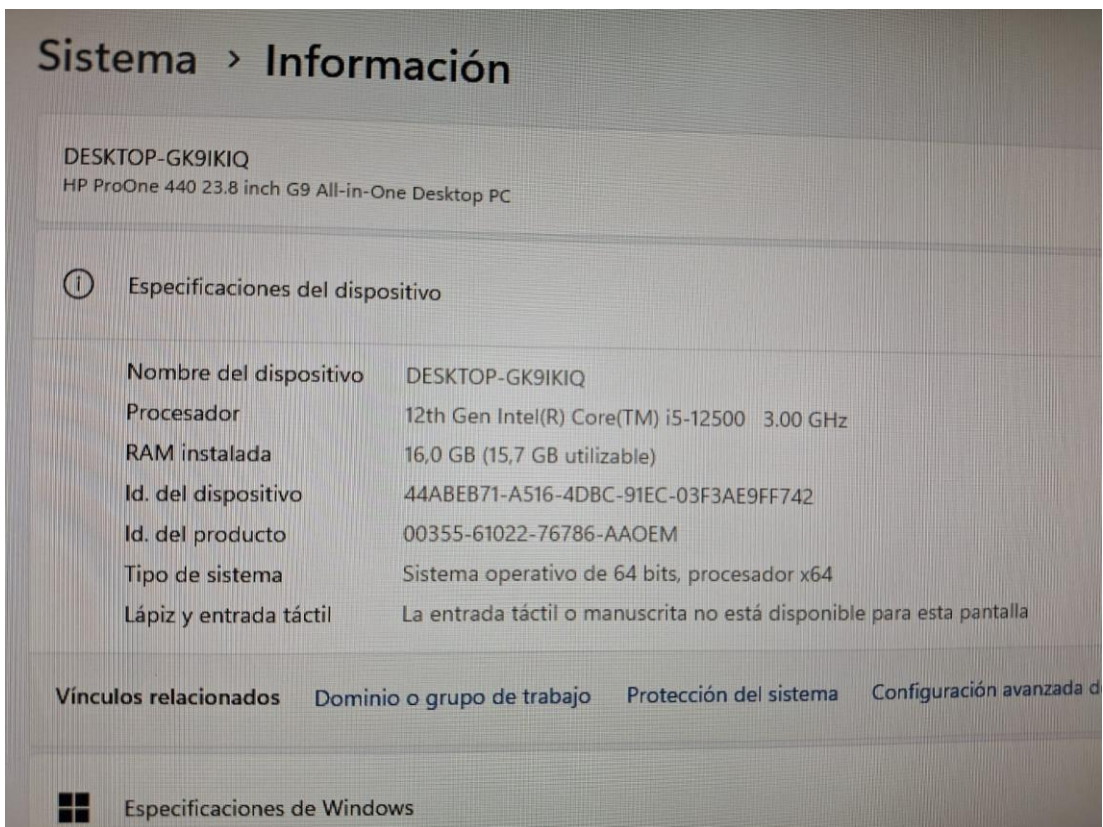 Sistema > Información
DESKTOP-GK9IKIQ
HP ProOne 440 23.8 inch G9 All-in-One Desktop PC
Especificaciones del dispositivo
Nombre del dispositivo DESKTOP-GK9IKIQ
Procesador 12th Gen Intel(R) Core(TM) i5-12500 3.00 GHz
RAM instalada 16,0 GB (15,7 GB utilizable)
Id. del dispositivo 44ABEB71-A516-4DBC-91EC-03F3AE9FF742
Id. del producto 00355-61022-76786-AAOEM
Tipo de sistema Sistema operativo de 64 bits, procesador x64
Lápiz y entrada táctil La entrada táctil o manuscrita no está disponible para esta pantalla
Vínculos relacionados Dominio o grupo de trabajo Protección del sistema Configuración avanzada
Especificaciones de Windows